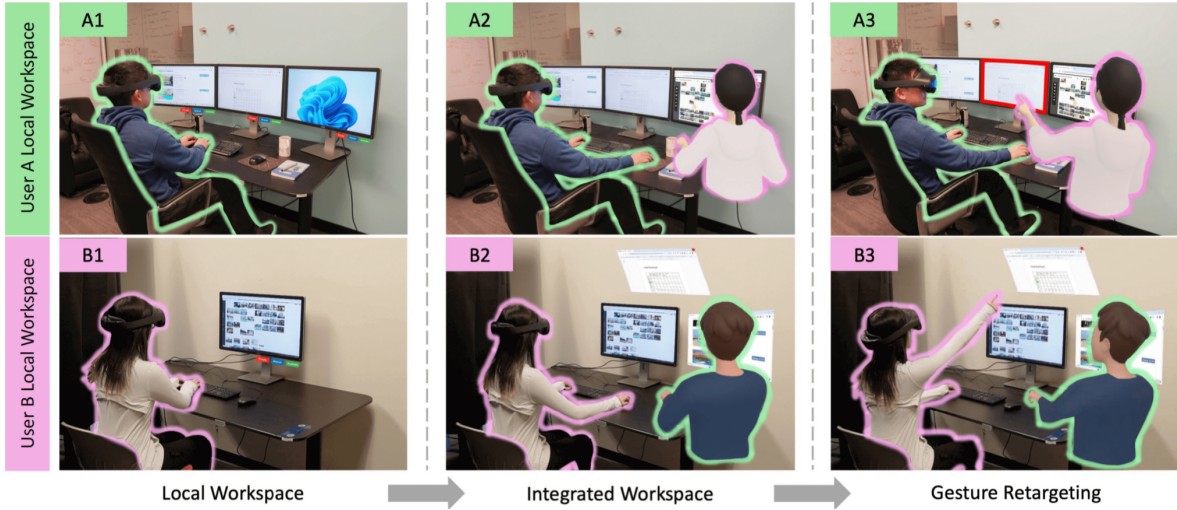 A1
A2
A3
User A Local Workspace
B1
B2
B3
User B Local Workspace
Local Workspace
Integrated Workspace
Gesture Retargeting